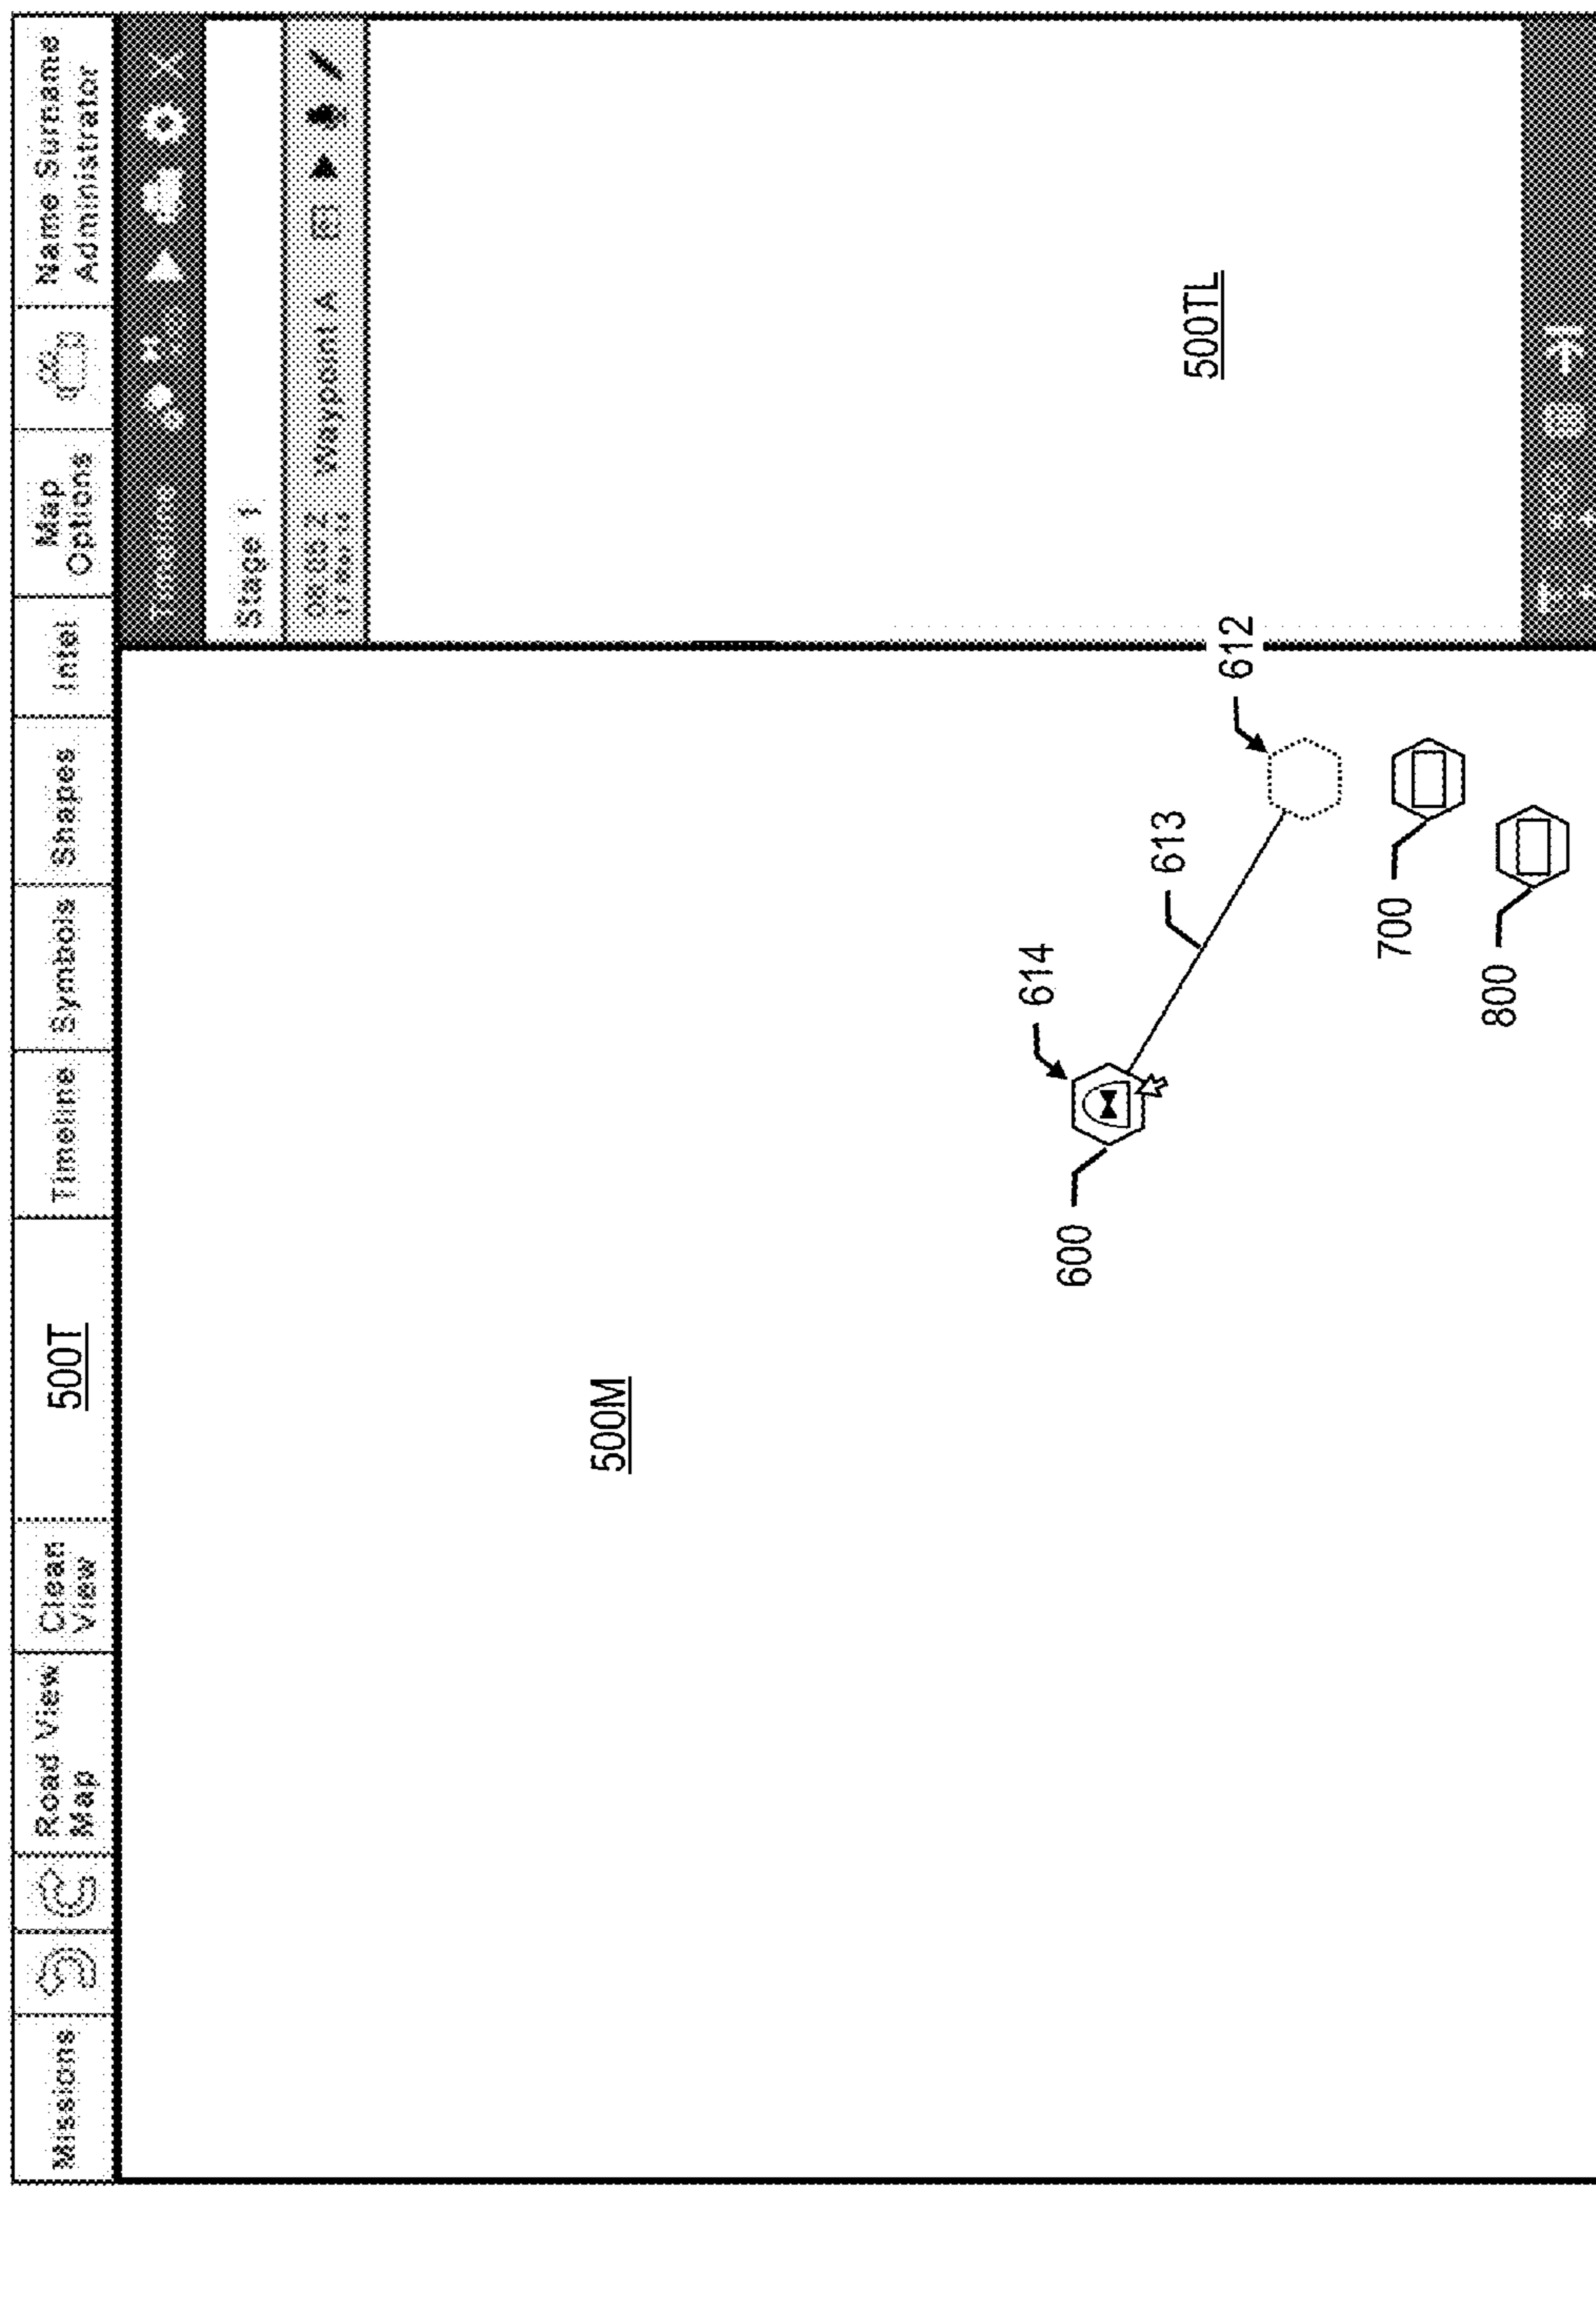 Missions
Road View
Map
Clean
View
500T
Timeline
Symbols
Shapes
Intel
Map
Options
Name Surname
Administrator
Timeline
Stage 1
Waypoint A
500M
500TL
614
600
613
612
700
800